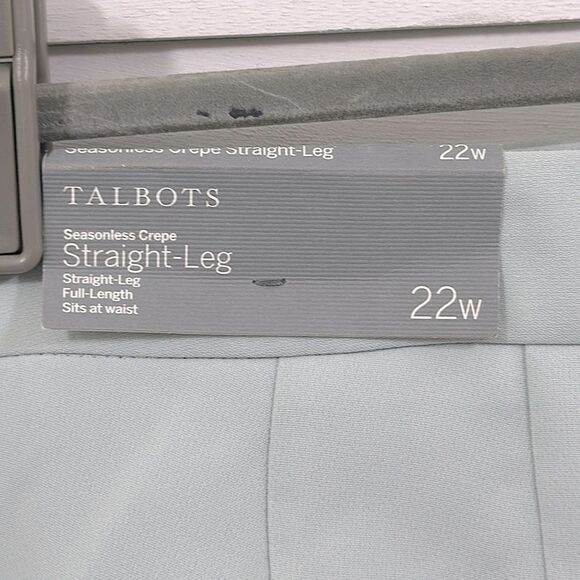 Seasonless Crepe Straight-Leg 22W
TALBOTS
Seasonless Crepe
Straight-Leg
Straight-Leg
Full-Length
Sits at waist
22W